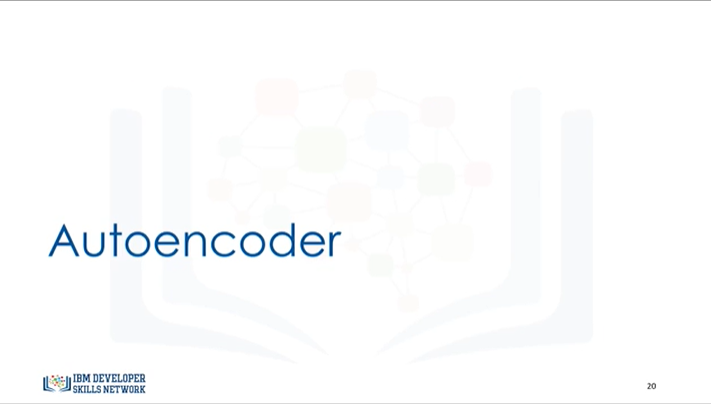 Autoencoder
IBM DEVELOPER
SKILLS NETWORK
20